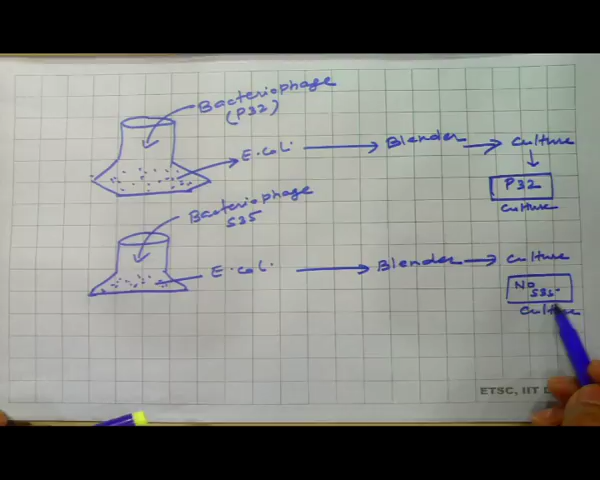 Bacteriophage
(P32)
E.coli → Blender → Culture
P32
Culture
Bacteriophage
S35
E.coli → Blender → Culture
No
S35
Culture
ETSC, IIT